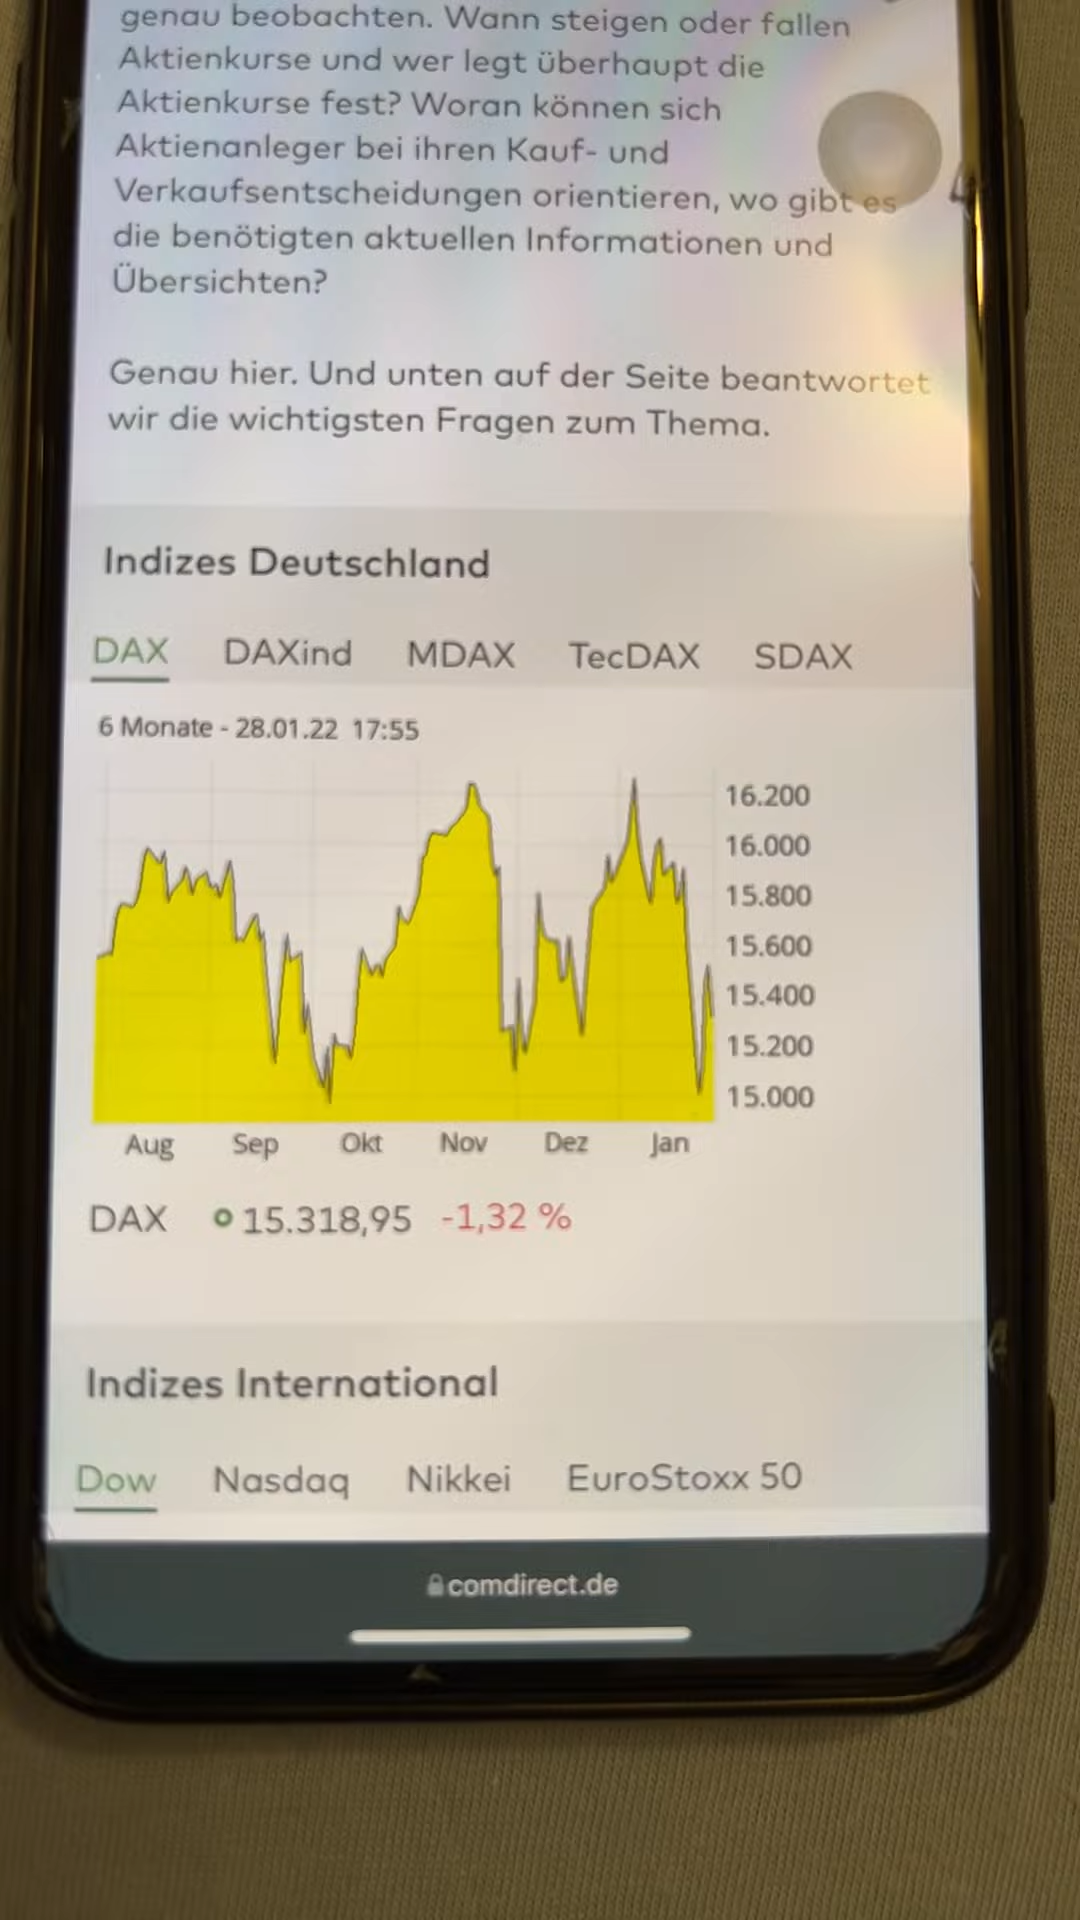 genau beobachten. Wann steigen oder fallen
Aktienkurse und wer legt überhaupt die
Aktienkurse fest? Woran können sich
Aktienanleger bei ihren Kauf- und
Verkaufsentscheidungen orientieren, wo gibt es
die benötigten aktuellen Informationen und
Übersichten?
Genau hier. Und unten auf der Seite beantwortet
wir die wichtigsten Fragen zum Thema.
Indizes Deutschland
DAX DAXind MDAX TecDAX SDAX
6 Monate - 28.01.22 17:55
16.200
16.000
15.800
15.600
15.400
15.200
15.000
Aug Sep Okt Nov Dez Jan
DAX 15.318,95 -1,32 %
Indizes International
Dow Nasdaq Nikkei EuroStoxx 50
comdirect.de